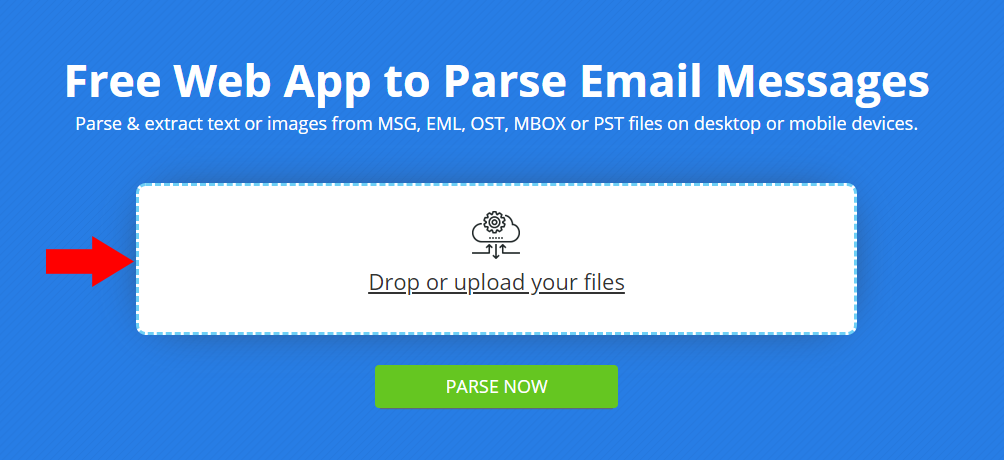 Free Web App to Parse Email Messages
Parse & extract text or images from MSG, EML, OST, MBOX or PST files on desktop or mobile devices.
Drop or upload your files
PARSE NOW